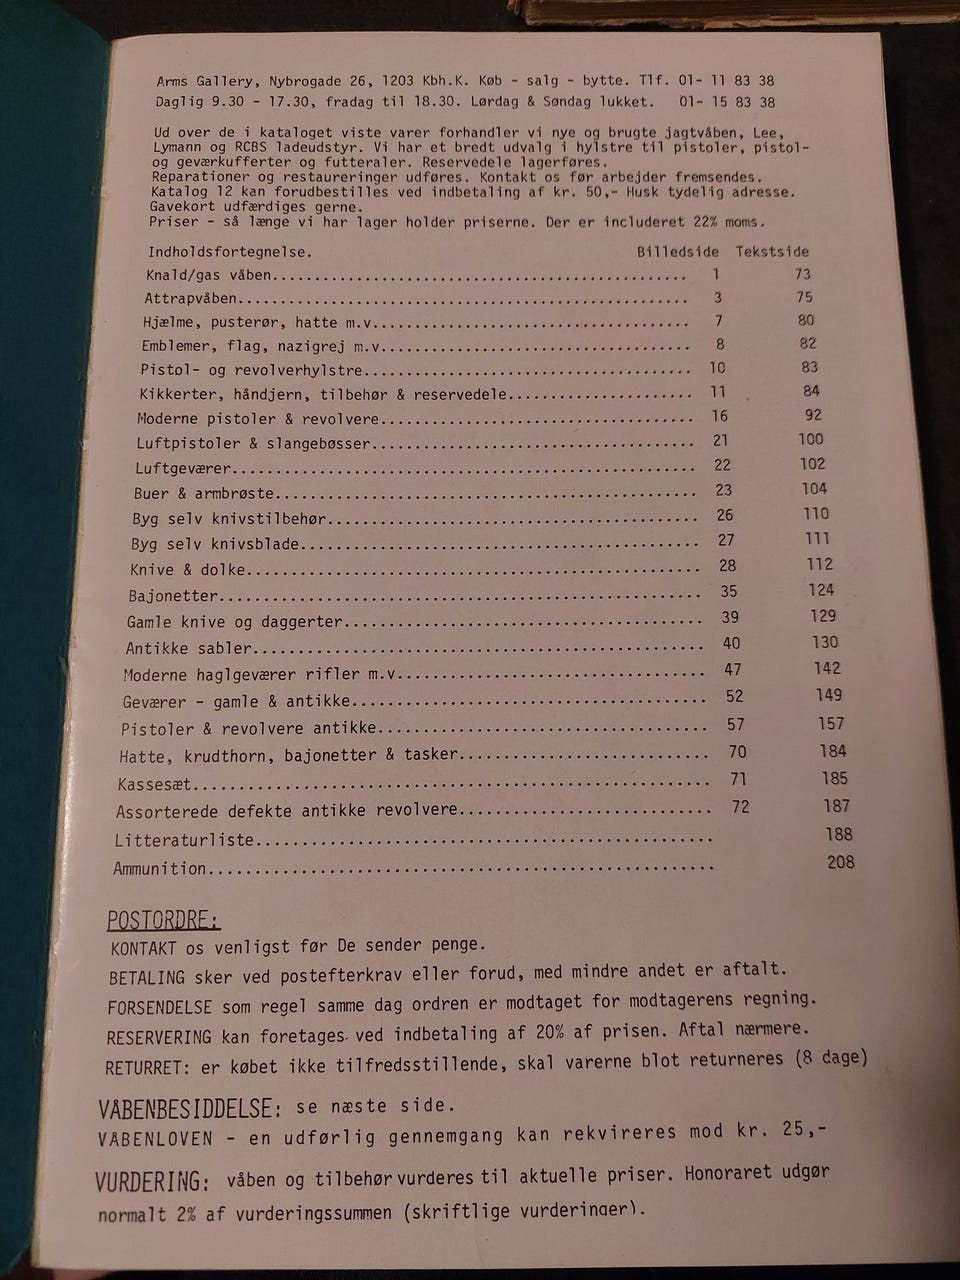 Arms Gallery, Nybrogade 26, 1203 Kbh.K. Køb - salg - bytte. Tlf. 01- 11 83 38
Daglig 9.30 - 17.30, fradag til 18.30. Lørdag & Søndag lukket. 01- 15 83 38
Ud over de i kataloget viste varer forhandler vi nye og brugte jagtvåben, Lee,
Lymann og RCBS ladeudstyr. Vi har et bredt udvalg i hylstre til pistoler, pistol-
og geværkufferter og futteraler. Reservedele lagerføres.
Reparationer og restaureringer udføres. Kontakt os før arbejder fremsendes.
Katalog 12 kan forudbestilles ved indbetaling af kr. 50,- Husk tydelig adresse.
Gavekort udfærdiges gerne.
Priser - så længe vi har lager holder priserne. Der er includeret 22% moms.
Indholdsfortegnelse. Billedside Tekstside
Knald/gas våben................................................ 1 73
Attrapvåben.................................................... 3 75
Hjælme, pusterør, hatte m.v.................................... 7 80
Emblemer, flag, nazigrej m.v................................... 8 82
Pistol- og revolverhylstre..................................... 10 83
Kikkerter, håndjern, tilbehør & reservedele.................... 11 84
Moderne pistoler & revolvere................................... 16 92
Luftpistoler & slangebøsser.................................... 21 100
Luftgeværer.................................................... 22 102
Buer & armbrøste............................................... 23 104
Byg selv knivstilbehør......................................... 26 110
Byg selv knivsblade............................................ 27 111
Knive & dolke.................................................. 28 112
Bajonetter..................................................... 35 124
Gamle knive og daggerter....................................... 39 129
Antikke sabler................................................. 40 130
Moderne haglgeværer rifler m.v................................. 47 142
Geværer - gamle & antikke...................................... 52 149
Pistoler & revolvere antikke................................... 57 157
Hatte, krudthorn, bajonetter & tasker.......................... 70 184
Kassesæt....................................................... 71 185
Assorterede defekte antikke revolvere.......................... 72 187
Litteraturliste................................................ 188
Ammunition..................................................... 208
POSTORDRE:
KONTAKT os venligst før De sender penge.
BETALING sker ved postefterkrav eller forud, med mindre andet er aftalt.
FORSENDELSE som regel samme dag ordren er modtaget for modtagerens regning.
RESERVERING kan foretages ved indbetaling af 20% af prisen. Aftal nærmere.
RETURRET: er købet ikke tilfredsstillende, skal varerne blot returneres (8 dage)
VÅBENBESIDDELSE: se næste side.
VÅBENLOVEN - en udførlig gennemgang kan rekvireres mod kr. 25,-
VURDERING: våben og tilbehør vurderes til aktuelle priser. Honoraret udgør
normalt 2% af vurderingssummen (skriftlige vurderinger).